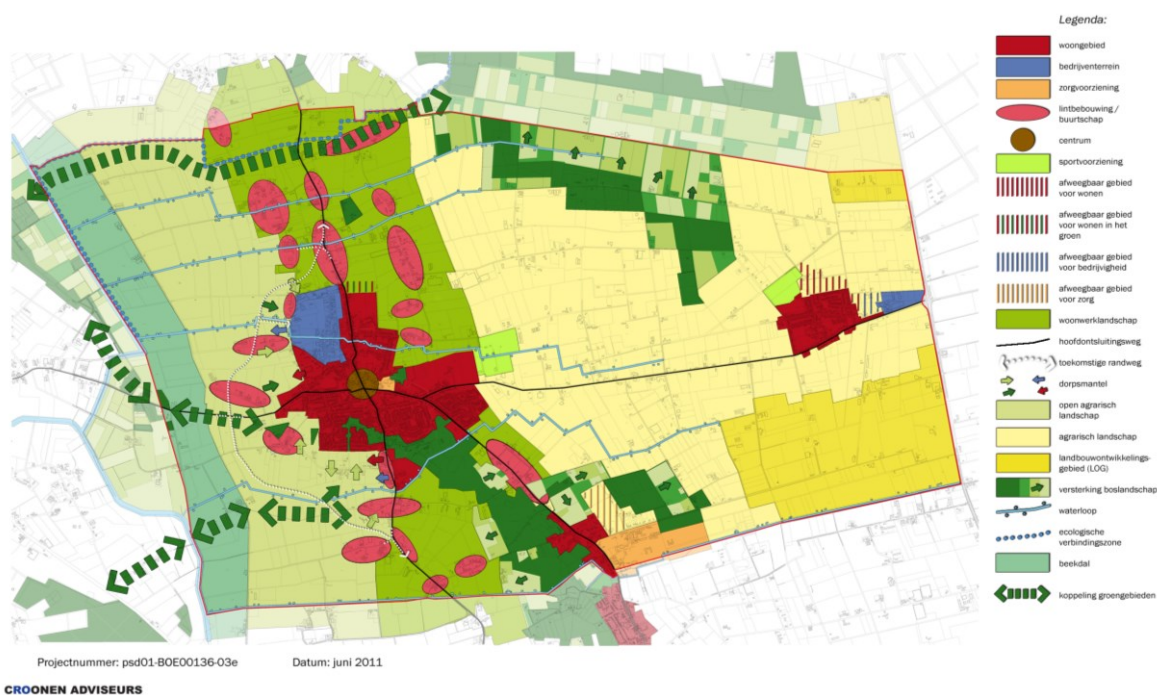 Legenda:
woongebied
bedrijventerrein
zorgvoorziening
lintbebouwing /
buurtschap
centrum
sportvoorziening
afweegbaar gebied
voor wonen
afweegbaar gebied
voor wonen in het
groen
afweegbaar gebied
voor bedrijvigheid
afweegbaar gebied
voor zorg
woonwerklandschap
hoofdontsluitingsweg
toekomstige randweg
dorpsmantel
open agrarisch
landschap
agrarisch landschap
landbouwontwikkelings-
gebied (LOG)
versterking boslandschap
waterloop
ecologische
verbindingszone
beekdal
koppeling groengebieden
Projectnummer: psd01-BOE00136-03e Datum: juni 2011
CROONEN ADVISEURS